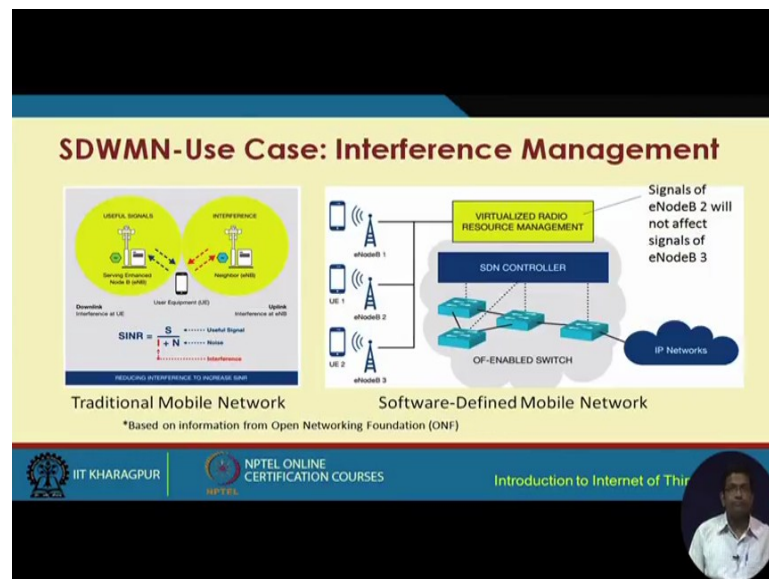 SDWMN-Use Case: Interference Management
USEFUL SIGNALS
INTERFERENCE
Serving Enhanced
Node B (eNB)
Neighbor (eNB)
User Equipment (UE)
Downlink
Interference at UE
Uplink
Interference at eNB
SINR = S
I + N
Useful Signal
Noise
Interference
REDUCING INTERFERENCE TO INCREASE SINR
Traditional Mobile Network
eNodeB 1
UE 1
eNodeB 2
UE 2
eNodeB 3
VIRTUALIZED RADIO
RESOURCE MANAGEMENT
SDN CONTROLLER
OF-ENABLED SWITCH
IP Networks
Signals of
eNodeB 2 will
not affect
signals of
eNodeB 3
Software-Defined Mobile Network
*Based on information from Open Networking Foundation (ONF)
IIT KHARAGPUR
NPTEL
NPTEL ONLINE
CERTIFICATION COURSES
Introduction to Internet of Thin